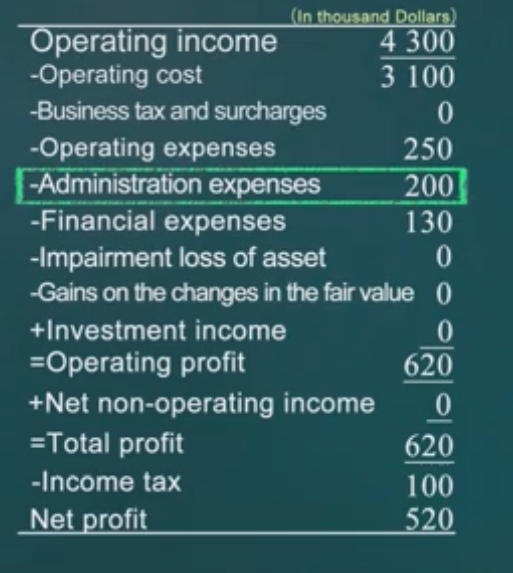 (In thousand Dollars)
Operating income 4 300
-Operating cost 3 100
-Business tax and surcharges 0
-Operating expenses 250
-Administration expenses 200
-Financial expenses 130
-Impairment loss of asset 0
-Gains on the changes in the fair value 0
+Investment income 0
=Operating profit 620
+Net non-operating income 0
=Total profit 620
-Income tax 100
Net profit 520